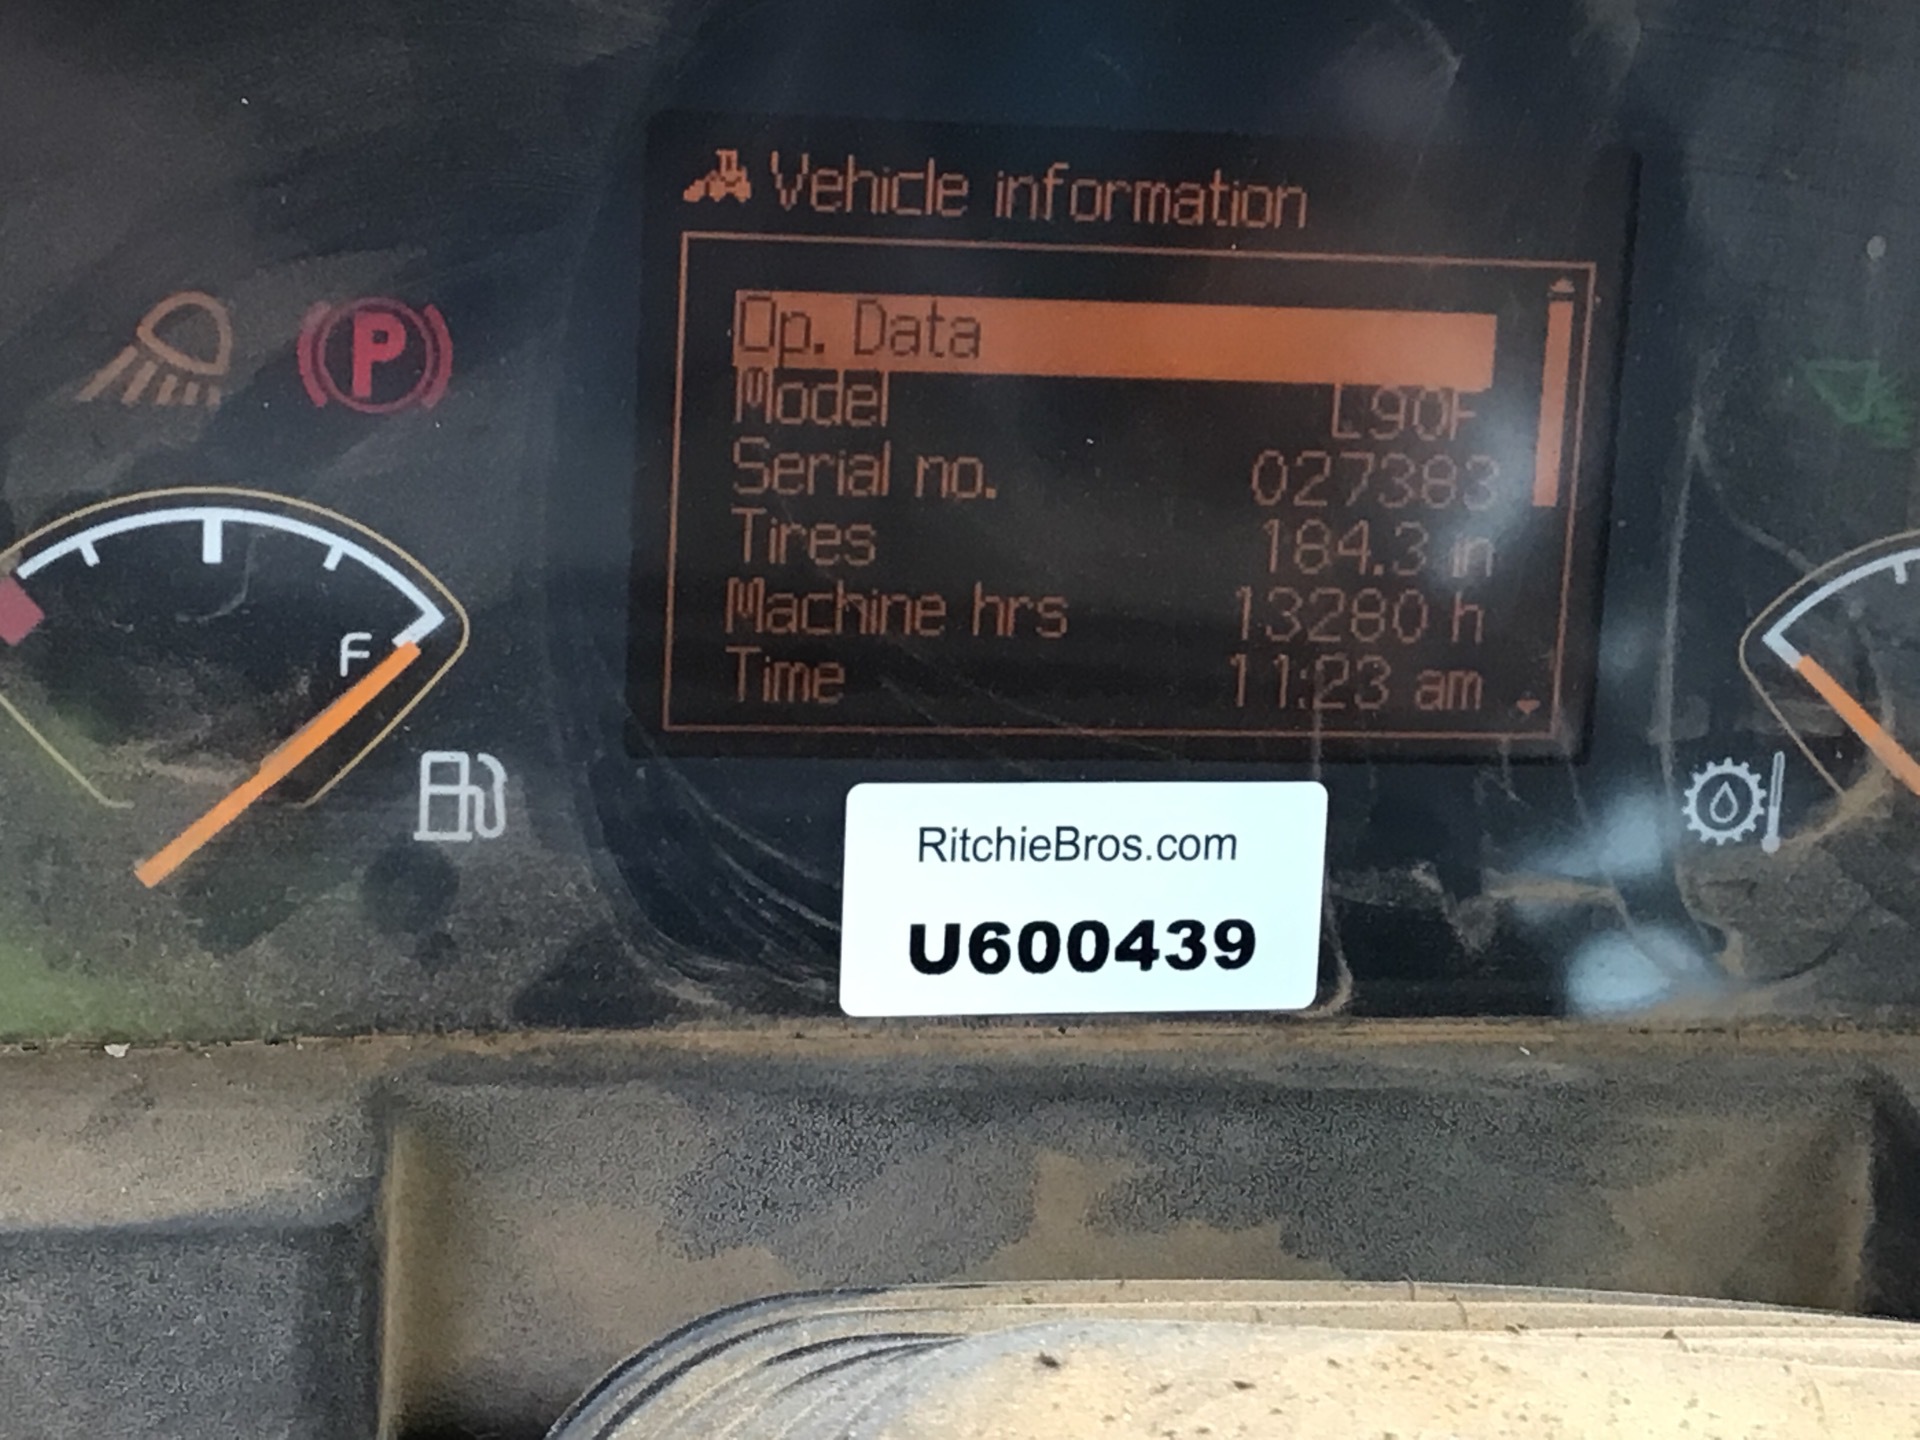 Vehicle information
Op. Data
Model L90F
Serial no. 027383
Tires 184.3 in
Machine hrs 13280 h
Time 11:23 am
P
F
RitchieBros.com
U600439